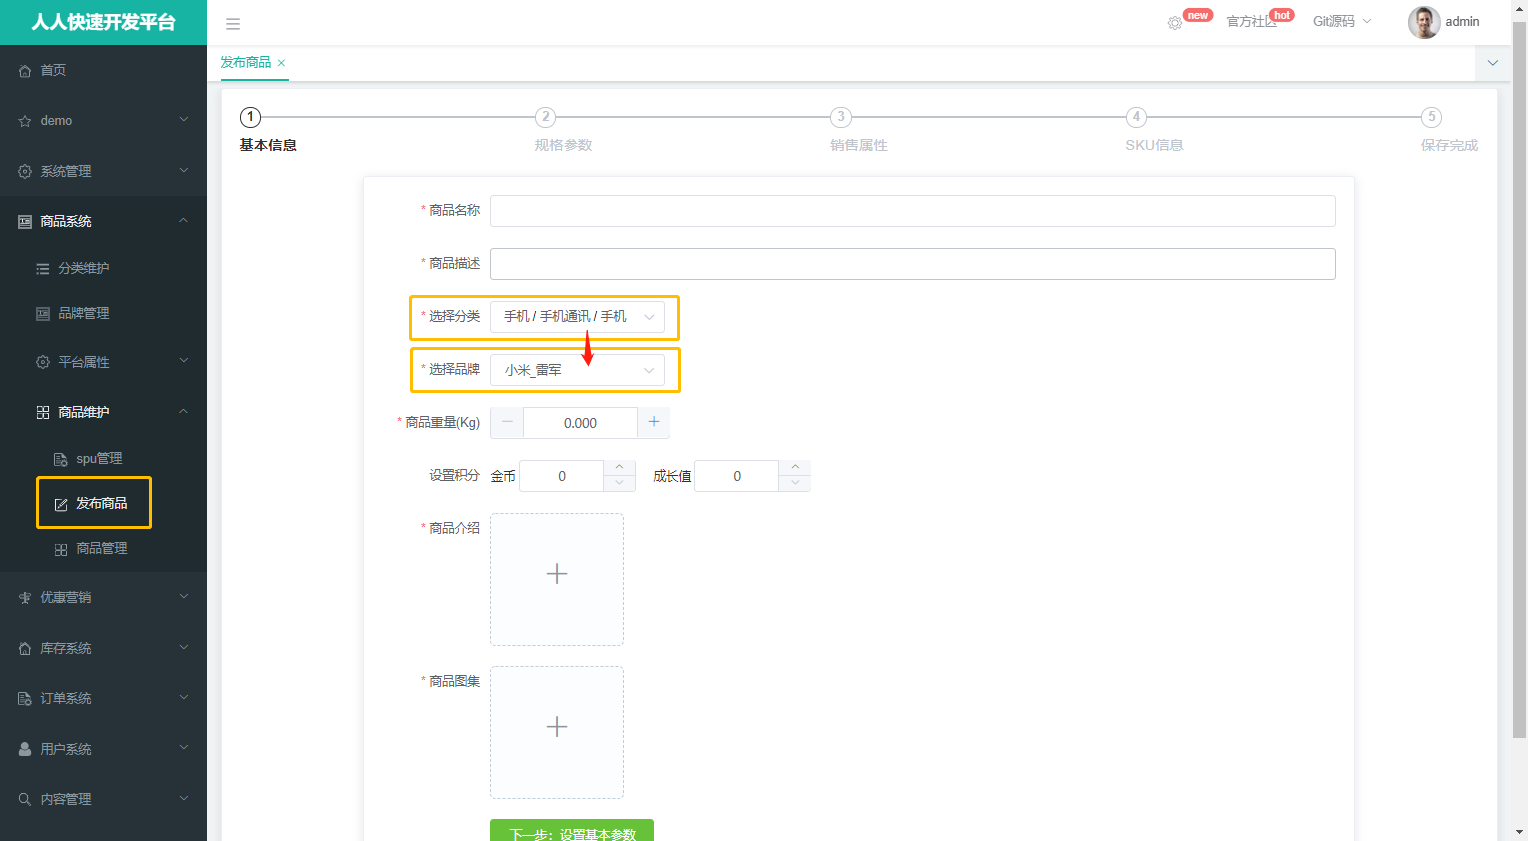 人人快速开发平台
new
官方社区
hot
Git源码
admin
首页
demo
系统管理
商品系统
分类维护
品牌管理
平台属性
商品维护
spu管理
发布商品
商品管理
优惠营销
库存系统
订单系统
用户系统
内容管理
发布商品 ×
1
2
3
4
5
基本信息
规格参数
销售属性
SKU信息
保存完成
* 商品名称
* 商品描述
* 选择分类 手机 / 手机通讯 / 手机
* 选择品牌 小米_雷军
* 商品重量(Kg) 0.000
设置积分 金币 0 成长值 0
* 商品介绍
* 商品图集
下一步：设置基本参数